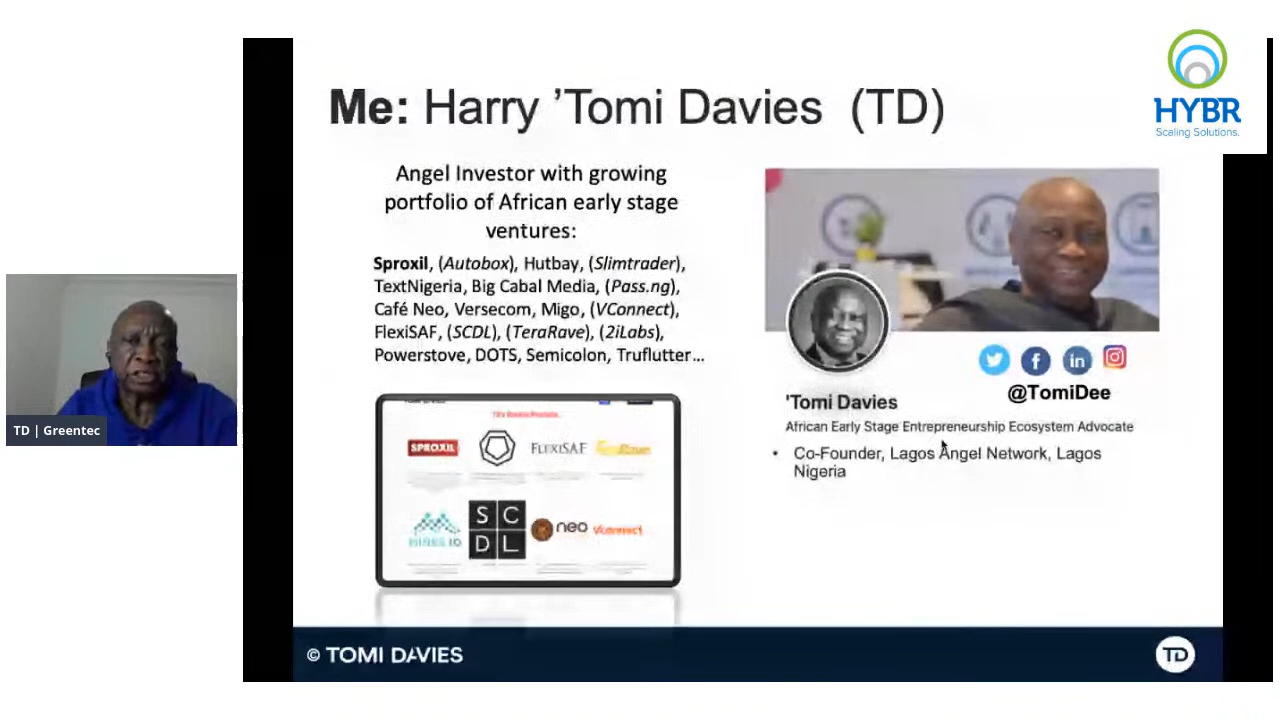 HYBR
Scaling Solutions.
Me: Harry ’Tomi Davies (TD)
Angel Investor with growing
portfolio of African early stage
ventures:
Sproxil, (Autobox), Hutbay, (Slimtrader),
TextNigeria, Big Cabal Media, (Pass.ng),
Café Neo, Versecom, Migo, (VConnect),
FlexiSAF, (SCDL), (TeraRave), (2iLabs),
Powerstove, DOTS, Semicolon, Truflutter...
SPROXIL
FLEXISAF
MINES IO
S C
D L
neo
Vconnect
@TomiDee
'Tomi Davies
African Early Stage Entrepreneurship Ecosystem Advocate
• Co-Founder, Lagos Angel Network, Lagos
Nigeria
TD | Greentec
© TOMI DAVIES
TD